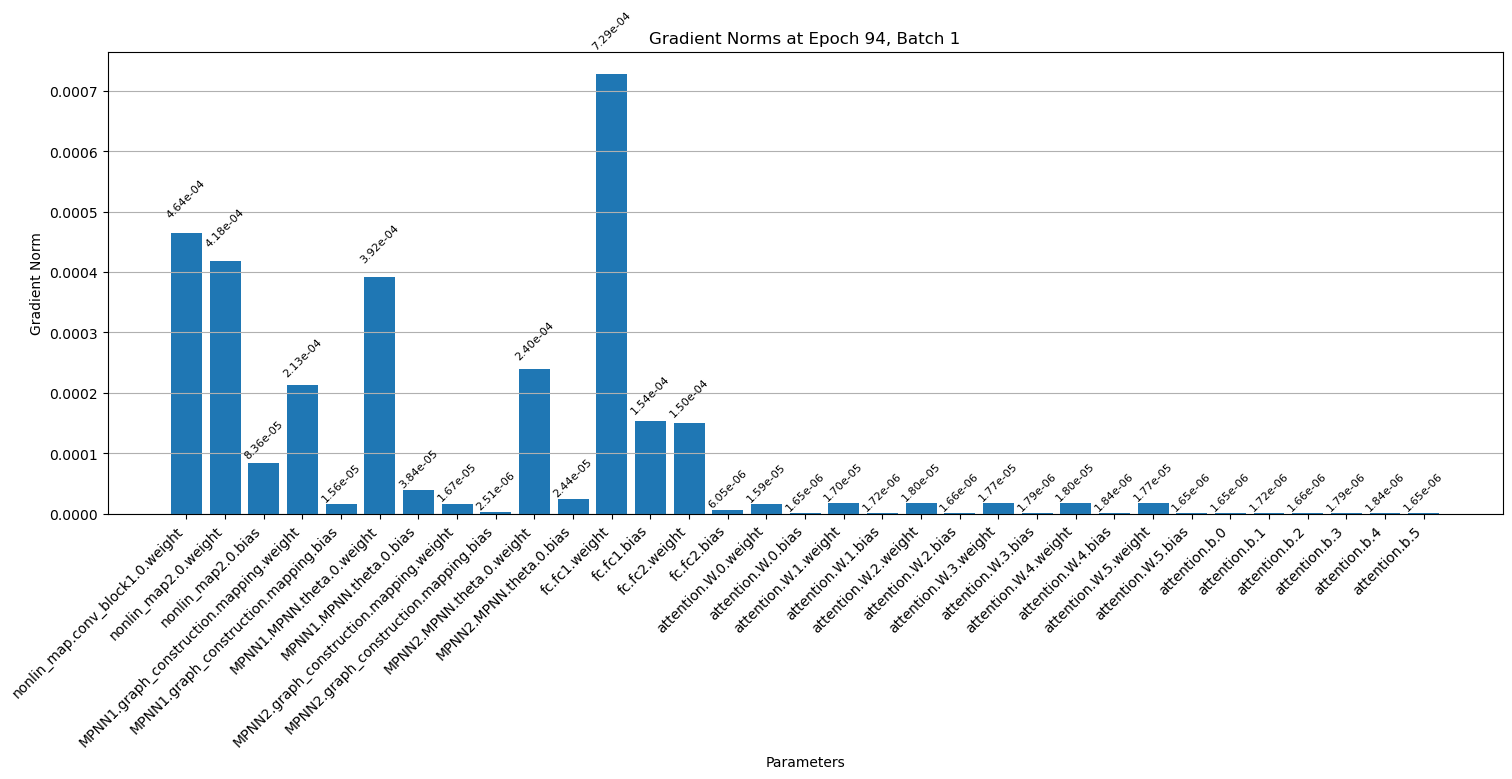 Gradient Norms at Epoch 94, Batch 1
Gradient Norm
0.0007
0.0006
0.0005
0.0004
0.0003
0.0002
0.0001
0.0000
4.64e-04
4.18e-04
8.36e-05
2.13e-04
1.56e-05
3.92e-04
3.84e-05
1.67e-05
2.51e-06
2.40e-04
2.44e-05
7.29e-04
1.54e-04
1.50e-04
6.05e-06
1.59e-05
1.65e-06
1.70e-05
1.72e-06
1.80e-05
1.66e-06
1.77e-05
1.79e-06
1.80e-05
1.84e-06
1.77e-05
1.65e-06
1.65e-06
1.72e-06
1.66e-06
1.79e-06
1.84e-06
1.65e-06
nonlin_map.conv_block1.0.weight
nonlin_map2.0.weight
nonlin_map2.0.bias
MPNN1.graph_construction.mapping.weight
MPNN1.graph_construction.mapping.bias
MPNN1.MPNN.theta.0.weight
MPNN1.MPNN.theta.0.bias
MPNN2.graph_construction.mapping.weight
MPNN2.graph_construction.mapping.bias
MPNN2.MPNN.theta.0.weight
MPNN2.MPNN.theta.0.bias
fc.fc1.weight
fc.fc1.bias
fc.fc2.weight
fc.fc2.bias
attention.W.0.weight
attention.W.0.bias
attention.W.1.weight
attention.W.1.bias
attention.W.2.weight
attention.W.2.bias
attention.W.3.weight
attention.W.3.bias
attention.W.4.weight
attention.W.4.bias
attention.W.5.weight
attention.W.5.bias
attention.b.0
attention.b.1
attention.b.2
attention.b.3
attention.b.4
attention.b.5
Parameters